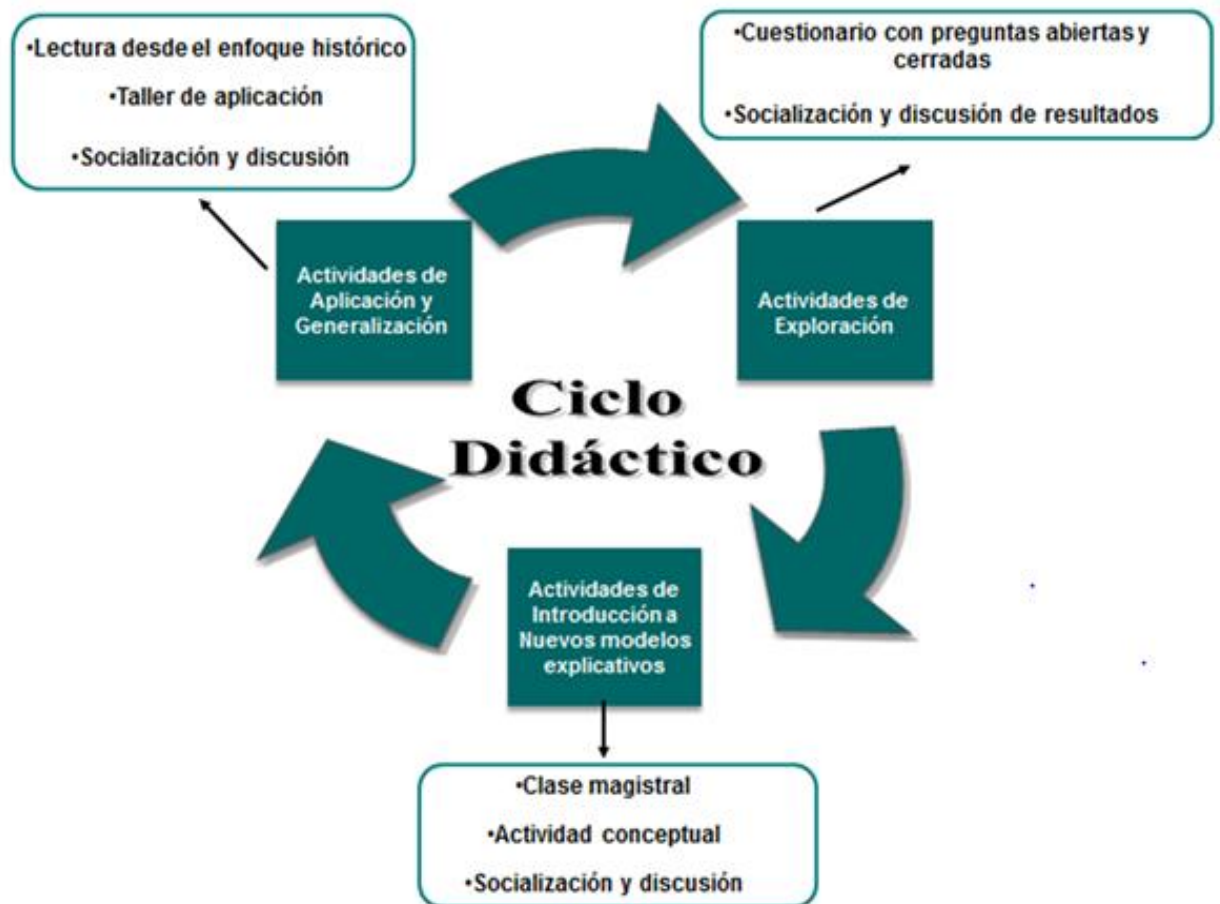 •Lectura desde el enfoque histórico
•Taller de aplicación
•Socialización y discusión
•Cuestionario con preguntas abiertas y
cerradas
•Socialización y discusión de resultados
Actividades de
Aplicación y
Generalización
Actividades de
Exploración
Ciclo
Didáctico
Actividades de
Introducción a
Nuevos modelos
explicativos
•Clase magistral
•Actividad conceptual
•Socialización y discusión